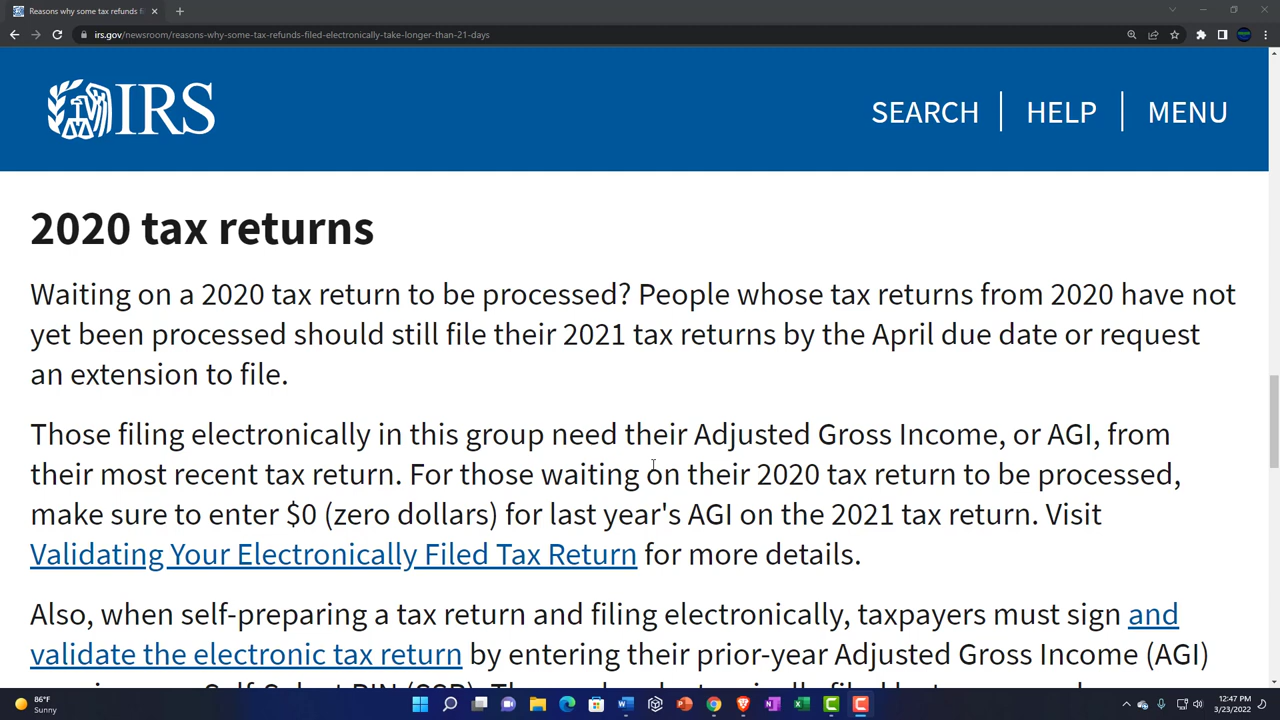 Reasons why some tax refunds f
irs.gov/newsroom/reasons-why-some-tax-refunds-filed-electronically-take-longer-than-21-days
IRS
SEARCH
HELP
MENU
2020 tax returns
Waiting on a 2020 tax return to be processed? People whose tax returns from 2020 have not
yet been processed should still file their 2021 tax returns by the April due date or request
an extension to file.
Those filing electronically in this group need their Adjusted Gross Income, or AGI, from
their most recent tax return. For those waiting on their 2020 tax return to be processed,
make sure to enter $0 (zero dollars) for last year's AGI on the 2021 tax return. Visit
Validating Your Electronically Filed Tax Return for more details.
Also, when self-preparing a tax return and filing electronically, taxpayers must sign and
validate the electronic tax return by entering their prior-year Adjusted Gross Income (AGI)
86°F
Sunny
12:47 PM
3/23/2022